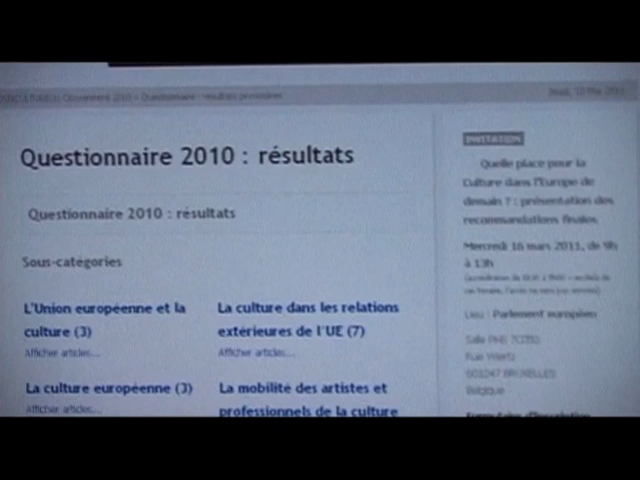 Questionnaire 2010 : résultats
Questionnaire 2010 : résultats
Sous-catégories
L'Union européenne et la
culture (3)
Afficher articles...
La culture dans les relations
extérieures de l'UE (7)
Afficher articles...
La culture européenne (3)
Afficher articles...
La mobilité des artistes et
professionnels de la culture
INVITATION
Quelle place pour la
Culture dans l'Europe de
demain ? : présentation des
recommandations finales
Mercredi 16 mars 2011, de 9h
à 13h
Lieu : Parlement européen
Rue Wiertz
BRUXELLES
Belgique